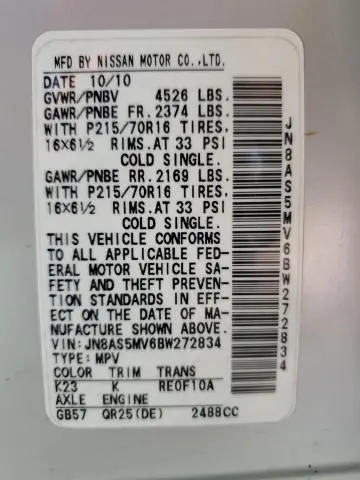 MFD BY NISSAN MOTOR CO.,LTD.
DATE 10/10
GVWR/PNBV 4526 LBS.
GAWR/PNBE FR. 2374 LBS.
WITH P215/70R16 TIRES,
16X6½ RIMS.AT 33 PSI
COLD SINGLE.
GAWR/PNBE RR. 2169 LBS.
WITH P215/70R16 TIRES,
16X6½ RIMS.AT 33 PSI
COLD SINGLE.
THIS VEHICLE CONFORMS
TO ALL APPLICABLE FED-
ERAL MOTOR VEHICLE SA-
FETY AND THEFT PREVEN-
TION STANDARDS IN EFF-
ECT ON THE DATE OF MA-
NUFACTURE SHOWN ABOVE.
VIN:JN8AS5MV6BW272834
TYPE:MPV
COLOR TRIM TRANS
K23 K RE0F10A
AXLE ENGINE
GB57 QR25(DE) 2488CC
JN8AS5MV6BW272834